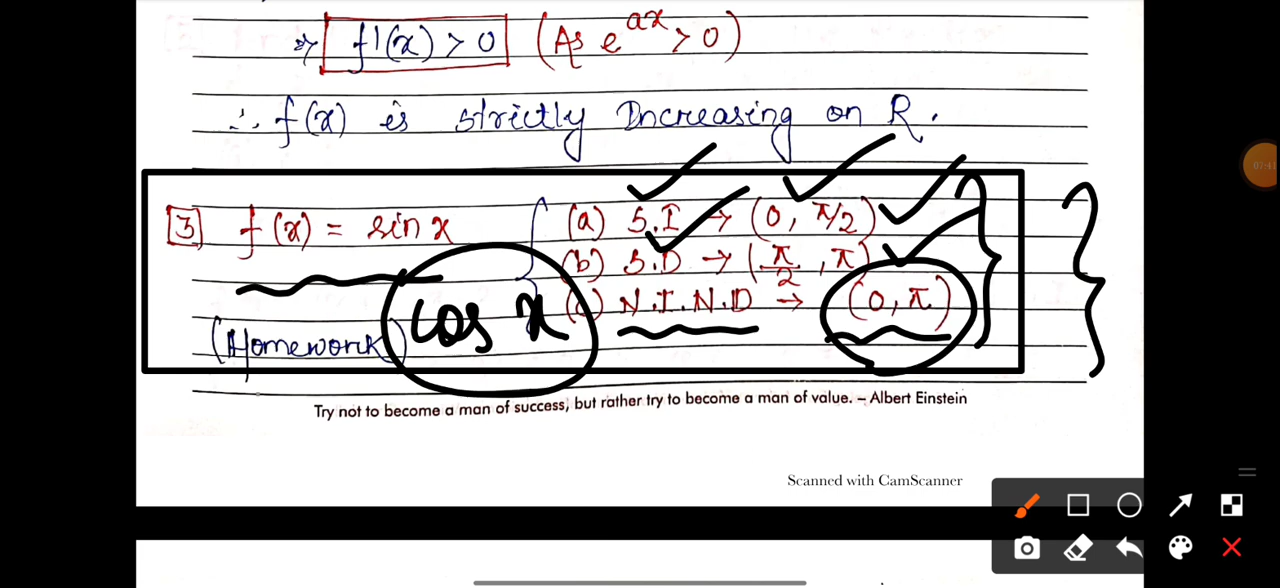 ⇒ f'(x) > 0 (As e^ax > 0)
∴ f(x) is strictly Increasing on R.
[3] f(x) = sin x (a) S.I → (0, π/2)
(b) S.D → (π/2, π)
(c) N.I.N.D → (0, π)
cos x
(Homework)
Try not to become a man of success, but rather try to become a man of value. – Albert Einstein
Scanned with CamScanner